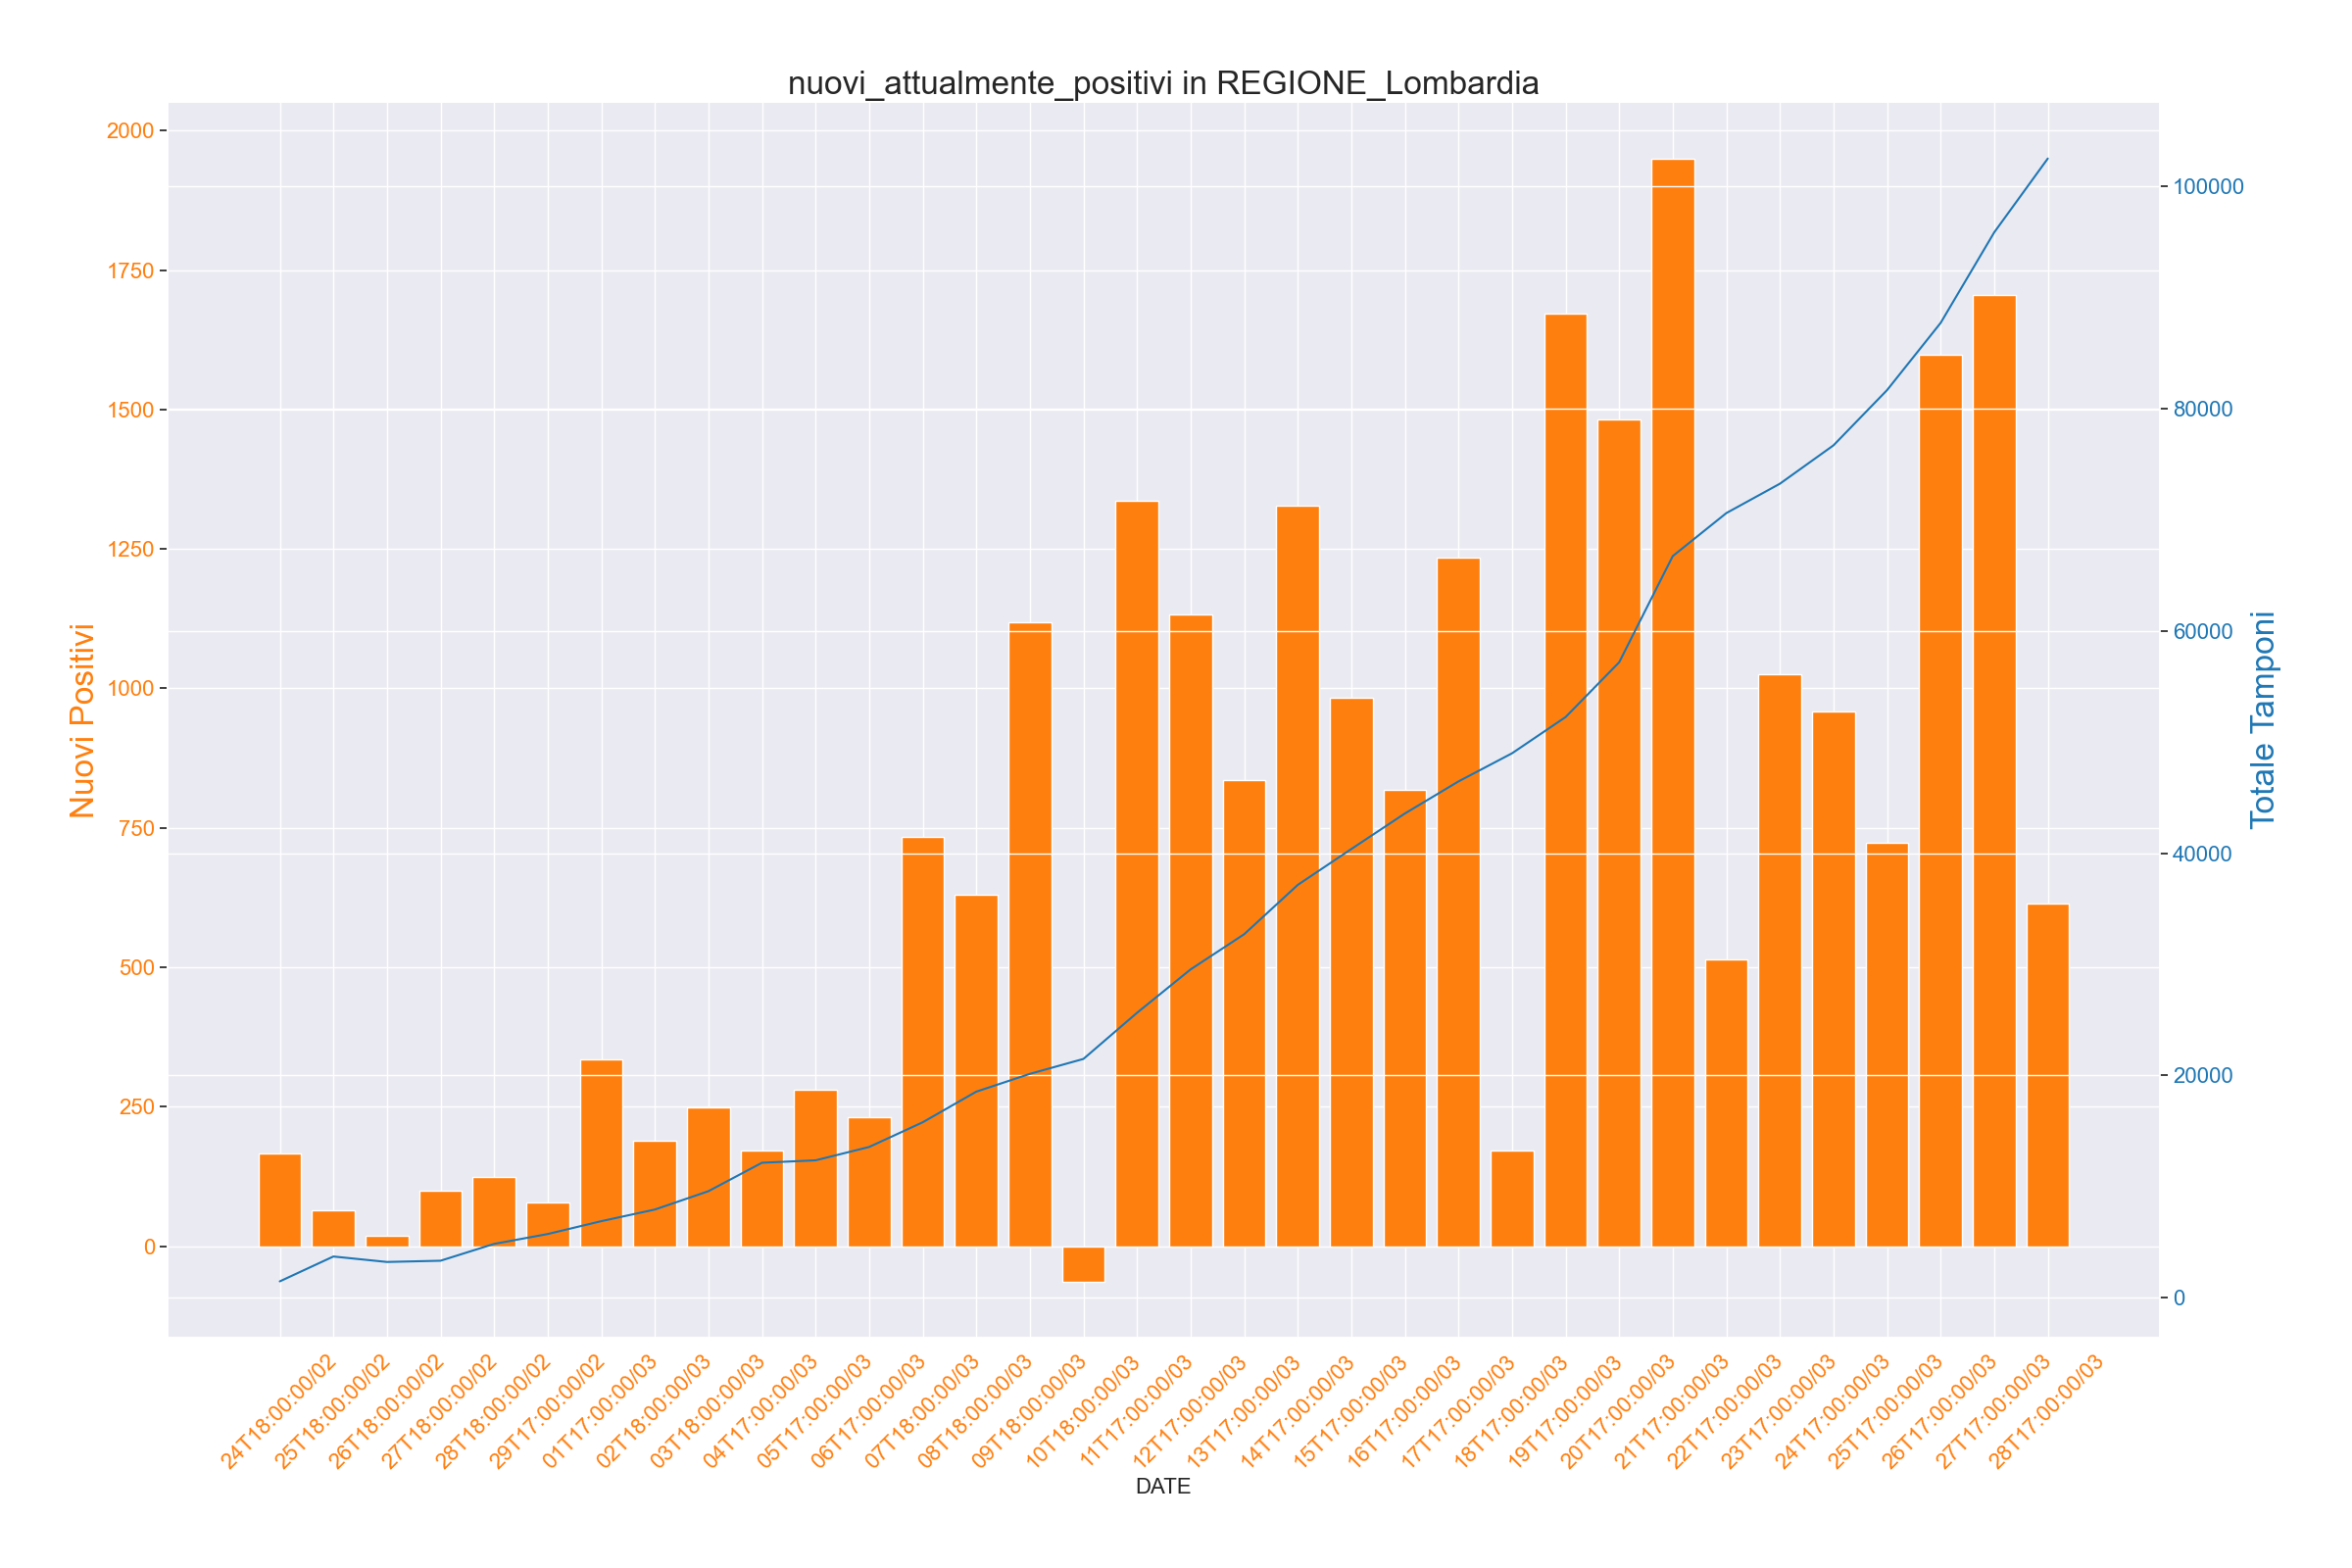 nuovi_attualmente_positivi in REGIONE_Lombardia
2000
1750
1500
1250
1000
750
500
250
0
Nuovi Positivi
100000
80000
60000
40000
20000
0
Totale Tamponi
24T18:00:00/02
25T18:00:00/02
26T18:00:00/02
27T18:00:00/02
28T18:00:00/02
29T17:00:00/02
01T17:00:00/03
02T18:00:00/03
03T18:00:00/03
04T17:00:00/03
05T17:00:00/03
06T17:00:00/03
07T18:00:00/03
08T18:00:00/03
09T18:00:00/03
10T18:00:00/03
11T17:00:00/03
12T17:00:00/03
13T17:00:00/03
14T17:00:00/03
15T17:00:00/03
16T17:00:00/03
17T17:00:00/03
18T17:00:00/03
19T17:00:00/03
20T17:00:00/03
21T17:00:00/03
22T17:00:00/03
23T17:00:00/03
24T17:00:00/03
25T17:00:00/03
26T17:00:00/03
27T17:00:00/03
28T17:00:00/03
DATE